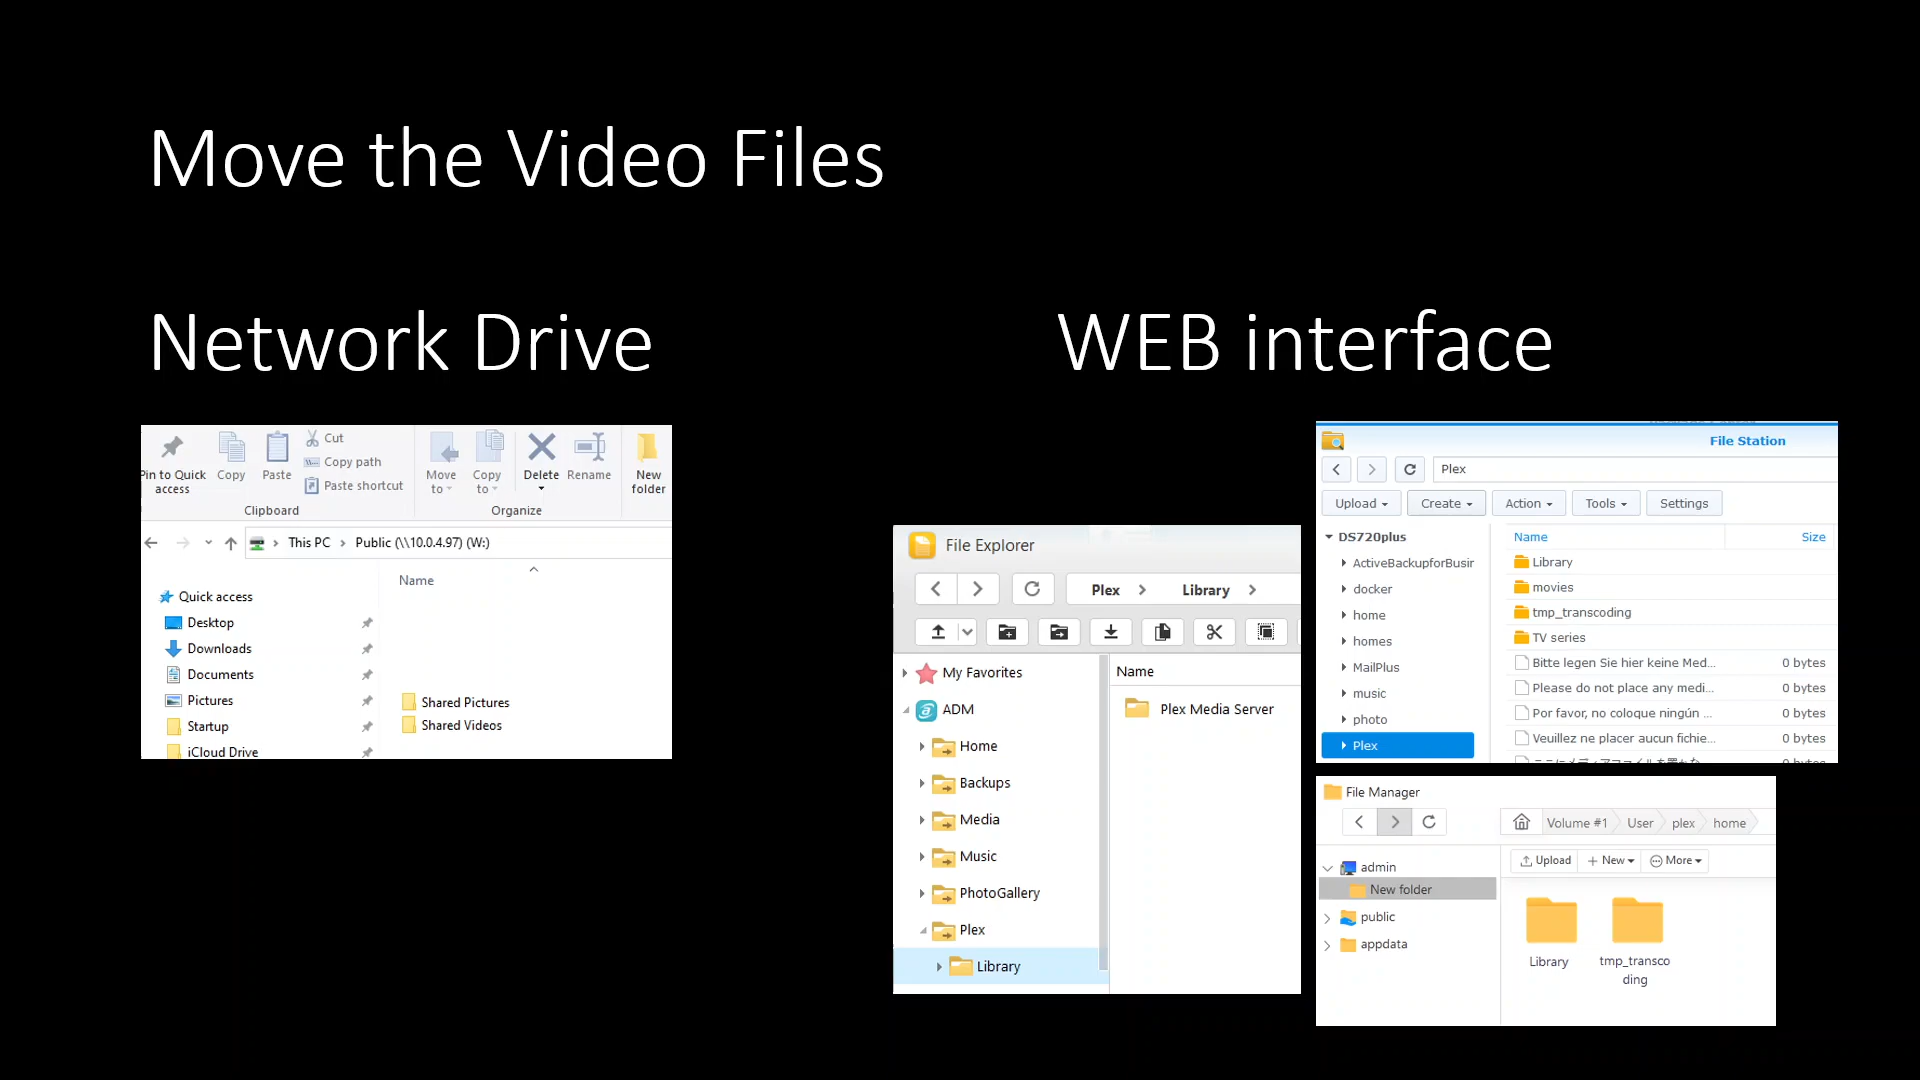 Move the Video Files
Network Drive
WEB interface
Pin to Quick access
Copy
Paste
Cut
Copy path
Paste shortcut
Clipboard
Move to
Copy to
Delete
Rename
Organize
New folder
This PC > Public (\\10.0.4.97) (W:)
Name
Quick access
Desktop
Downloads
Documents
Pictures
Startup
iCloud Drive
Shared Pictures
Shared Videos
File Explorer
Plex > Library >
My Favorites
ADM
Home
Backups
Media
Music
PhotoGallery
Plex
Library
Name
Plex Media Server
File Station
Plex
Upload Create Action Tools Settings
DS720plus
ActiveBackupforBusir
docker
home
homes
MailPlus
music
photo
Plex
Name Size
Library
movies
tmp_transcoding
TV series
Bitte legen Sie hier keine Med... 0 bytes
Please do not place any medi... 0 bytes
Por favor, no coloque ningún ... 0 bytes
Veuillez ne placer aucun fichie... 0 bytes
File Manager
Volume #1 User plex home
Upload + New More
admin
New folder
public
appdata
Library
tmp_transco
ding